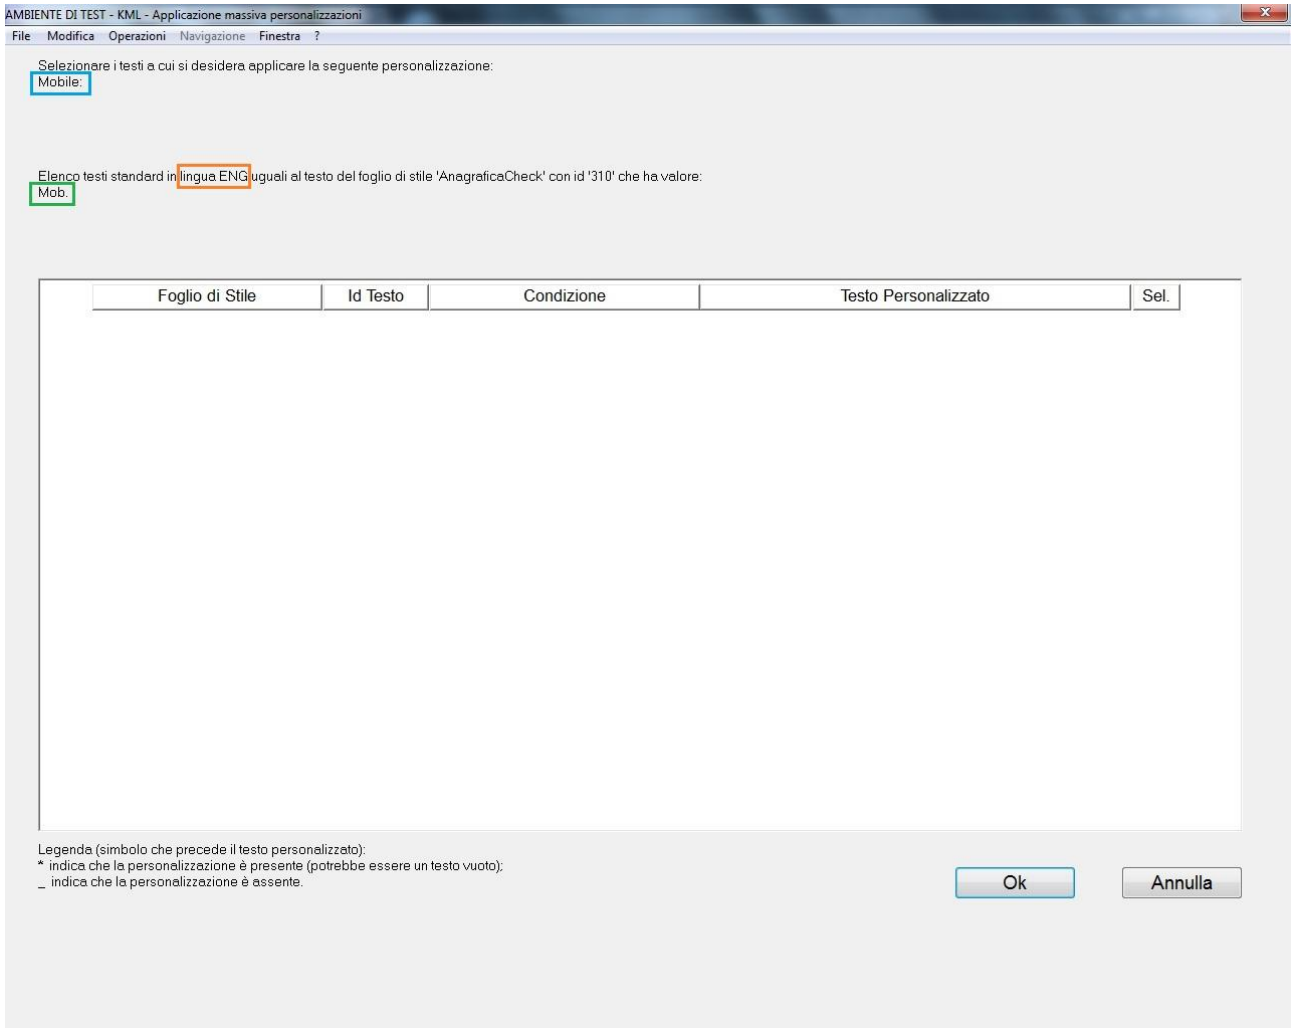 AMBIENTE DI TEST - KML - Applicazione massiva personalizzazioni
x
File Modifica Operazioni Navigazione Finestra ?
Selezionare i testi a cui si desidera applicare la seguente personalizzazione:
Mobile:
Elenco testi standard in lingua ENG uguali al testo del foglio di stile 'AnagraficaCheck' con id '310' che ha valore:
Mob.
Foglio di Stile Id Testo Condizione Testo Personalizzato Sel.
Legenda (simbolo che precede il testo personalizzato):
* indica che la personalizzazione è presente (potrebbe essere un testo vuoto);
_ indica che la personalizzazione è assente.
Ok Annulla